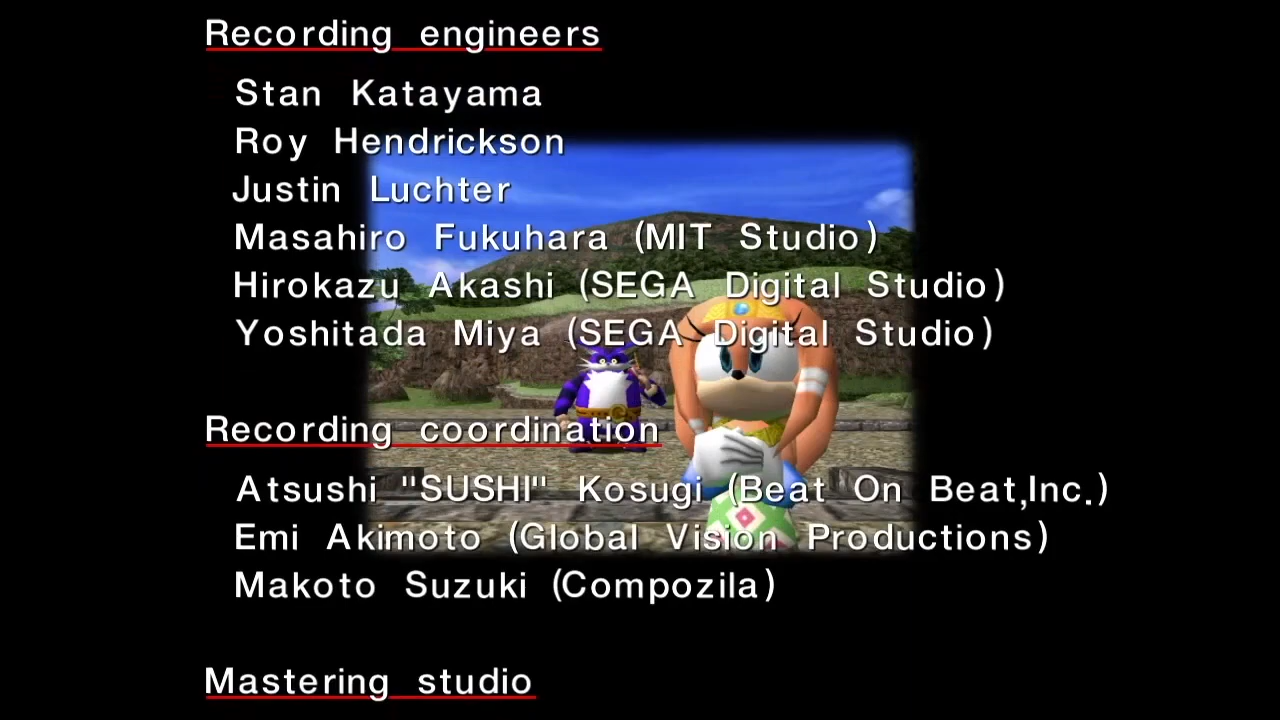 Recording engineers
Stan Katayama
Roy Hendrickson
Justin Luchter
Masahiro Fukuhara (MIT Studio)
Hirokazu Akashi (SEGA Digital Studio)
Yoshitada Miya (SEGA Digital Studio)
Recording coordination
Atsushi "SUSHI" Kosugi (Beat On Beat,Inc.)
Emi Akimoto (Global Vision Productions)
Makoto Suzuki (Compozila)
Mastering studio